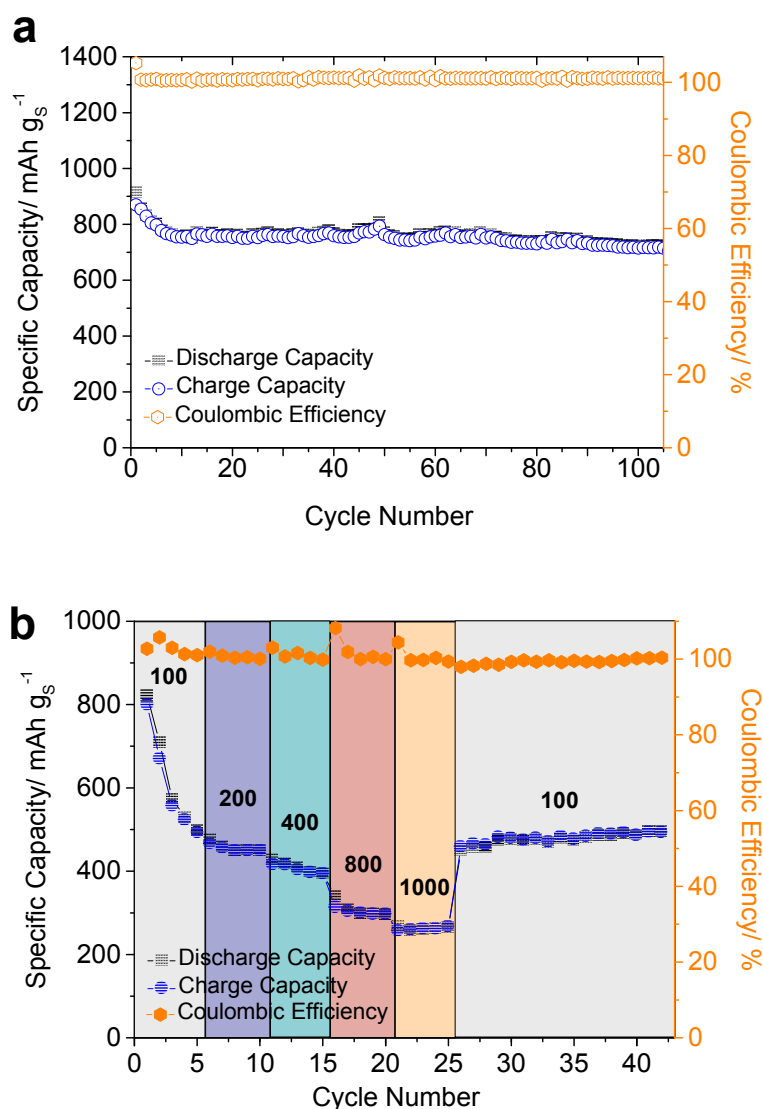 a
1400
1200
1000
800
600
400
200
0
Specific Capacity/ mAh gS⁻¹
100
80
60
40
20
0
Coulombic Efficiency/ %
Discharge Capacity
Charge Capacity
Coulombic Efficiency
0 20 40 60 80 100
Cycle Number
b
1000
800
600
400
200
0
Specific Capacity/ mAh gS⁻¹
100
200
400
800
1000
100
100
80
60
40
20
0
Coulombic Efficiency/ %
Discharge Capacity
Charge Capacity
Coulombic Efficiency
0 5 10 15 20 25 30 35 40
Cycle Number